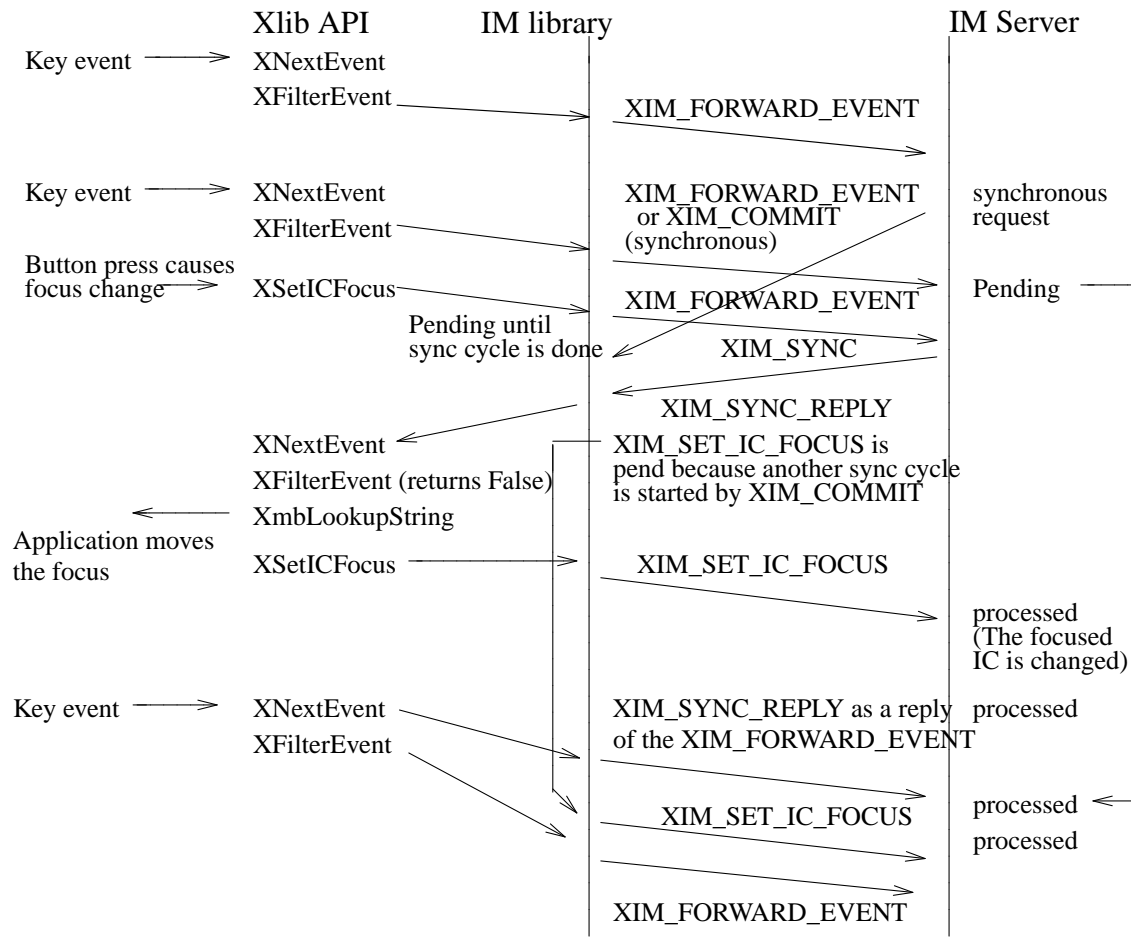 Xlib API IM library IM Server
Key event XNextEvent
XFilterEvent
XIM_FORWARD_EVENT
Key event XNextEvent XIM_FORWARD_EVENT synchronous
or XIM_COMMIT request
XFilterEvent (synchronous)
Button press causes
focus change XSetICFocus XIM_FORWARD_EVENT Pending
Pending until
sync cycle is done XIM_SYNC
XIM_SYNC_REPLY
XNextEvent XIM_SET_IC_FOCUS is
pend because another sync cycle
XFilterEvent (returns False) is started by XIM_COMMIT
XmbLookupString
Application moves
the focus XSetICFocus XIM_SET_IC_FOCUS
processed
(The focused
IC is changed)
Key event XNextEvent XIM_SYNC_REPLY as a reply processed
XFilterEvent of the XIM_FORWARD_EVENT
processed
XIM_SET_IC_FOCUS
processed
XIM_FORWARD_EVENT